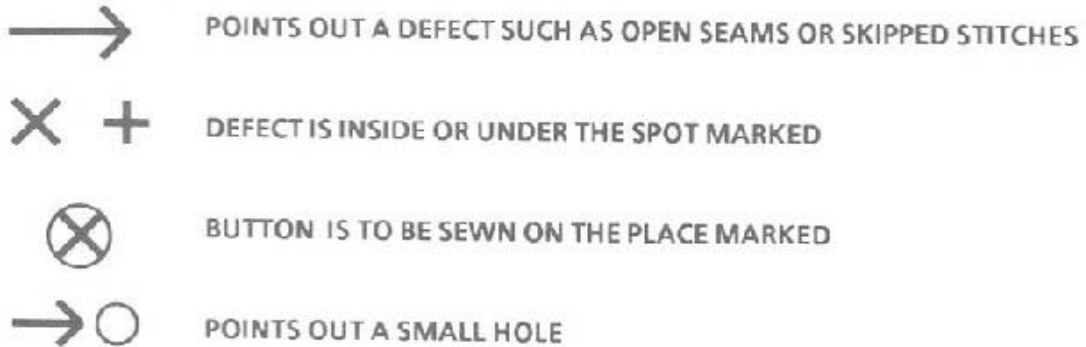 POINTS OUT A DEFECT SUCH AS OPEN SEAMS OR SKIPPED STITCHES
DEFECT IS INSIDE OR UNDER THE SPOT MARKED
BUTTON IS TO BE SEWN ON THE PLACE MARKED
POINTS OUT A SMALL HOLE